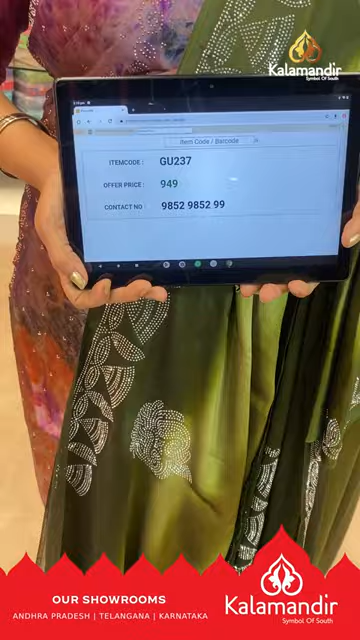 Kalamandir
Symbol Of South
Item Code / Barcode
ITEMCODE : GU237
OFFER PRICE : 949
CONTACT NO : 9852 9852 99
OUR SHOWROOMS
ANDHRA PRADESH | TELANGANA | KARNATAKA
Kalamandir
Symbol Of South